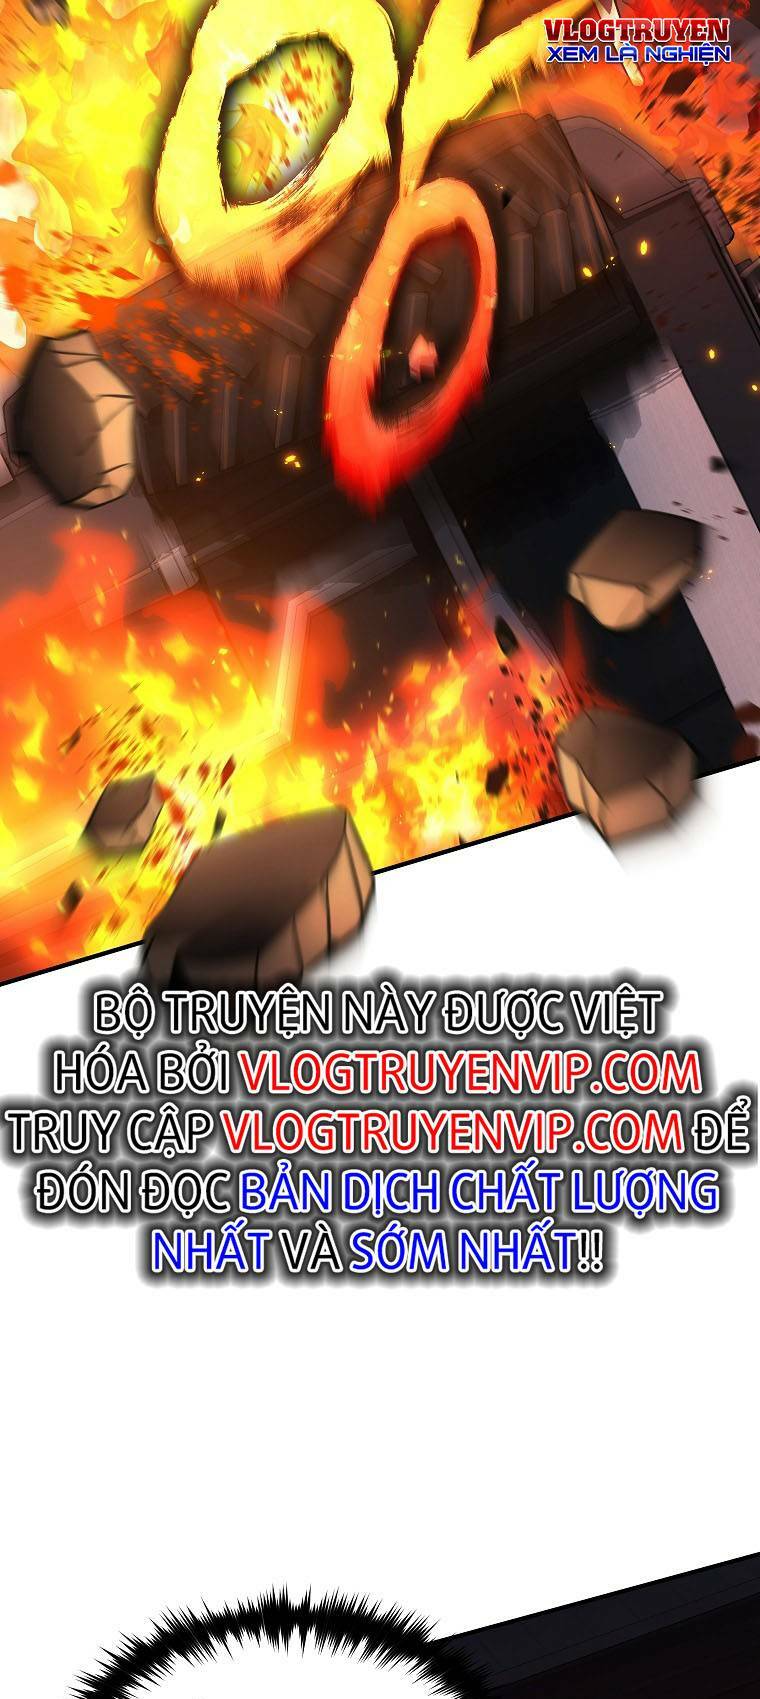 VLOGTRUYEN
XEM LÀ NGHIỆN
BỘ TRUYỆN NÀY ĐƯỢC VIỆT
HÓA BỞI VLOGTRUYENVIP.COM
TRUY CẬP VLOGTRUYENVIP.COM ĐỂ
ĐÓN ĐỌC BẢN DỊCH CHẤT LƯỢNG
NHẤT VÀ SỚM NHẤT!!